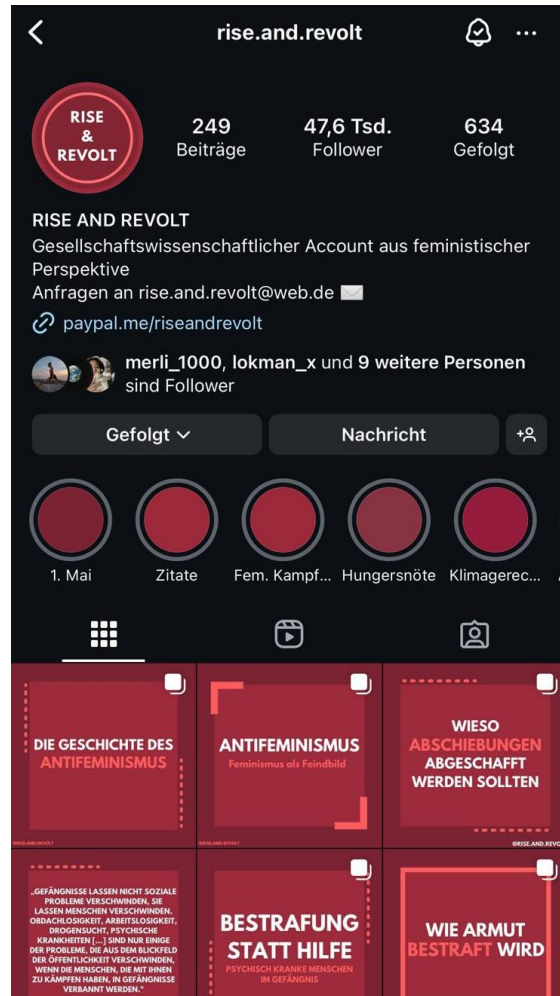 rise.and.revolt
RISE
&
REVOLT
249
Beiträge
47,6 Tsd.
Follower
634
Gefolgt
RISE AND REVOLT
Gesellschaftswissenschaftlicher Account aus feministischer
Perspektive
Anfragen an rise.and.revolt@web.de
paypal.me/riseandrevolt
merli_1000, lokman_x und 9 weitere Personen
sind Follower
Gefolgt
Nachricht
1. Mai
Zitate
Fem. Kampf...
Hungersnöte
Klimagerec...
DIE GESCHICHTE DES
ANTIFEMINISMUS
@RISE.AND.REVOLT
ANTIFEMINISMUS
Feminismus als Feindbild
@RISE.AND.REVOLT
WIESO
ABSCHIEBUNGEN
ABGESCHAFFT
WERDEN SOLLTEN
@RISE.AND.REVO
„GEFÄNGNISSE LASSEN NICHT SOZIALE
PROBLEME VERSCHWINDEN, SIE
LASSEN MENSCHEN VERSCHWINDEN.
OBDACHLOSIGKEIT, ARBEITSLOSIGKEIT,
DROGENSUCHT, PSYCHISCHE
KRANKHEITEN [...] SIND NUR EINIGE
DER PROBLEME, DIE AUS DEM BLICKFELD
DER ÖFFENTLICHKEIT VERSCHWINDEN,
WENN DIE MENSCHEN, DIE MIT IHNEN
ZU KÄMPFEN HABEN, IN GEFÄNGNISSE
VERBANNT WERDEN."
BESTRAFUNG
STATT HILFE
PSYCHISCH KRANKE MENSCHEN
IM GEFÄNGNIS
WIE ARMUT
BESTRAFT WIRD